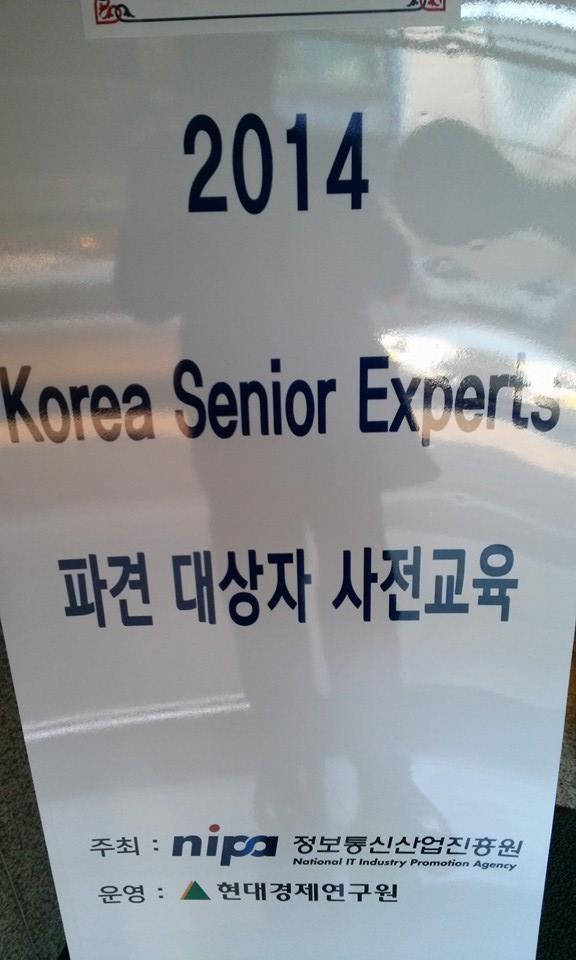 2014
Korea Senior Experts
파견 대상자 사전교육
주최 : nipa 정보통신산업진흥원
National IT Industry Promotion Agency
운영 : 현대경제연구원